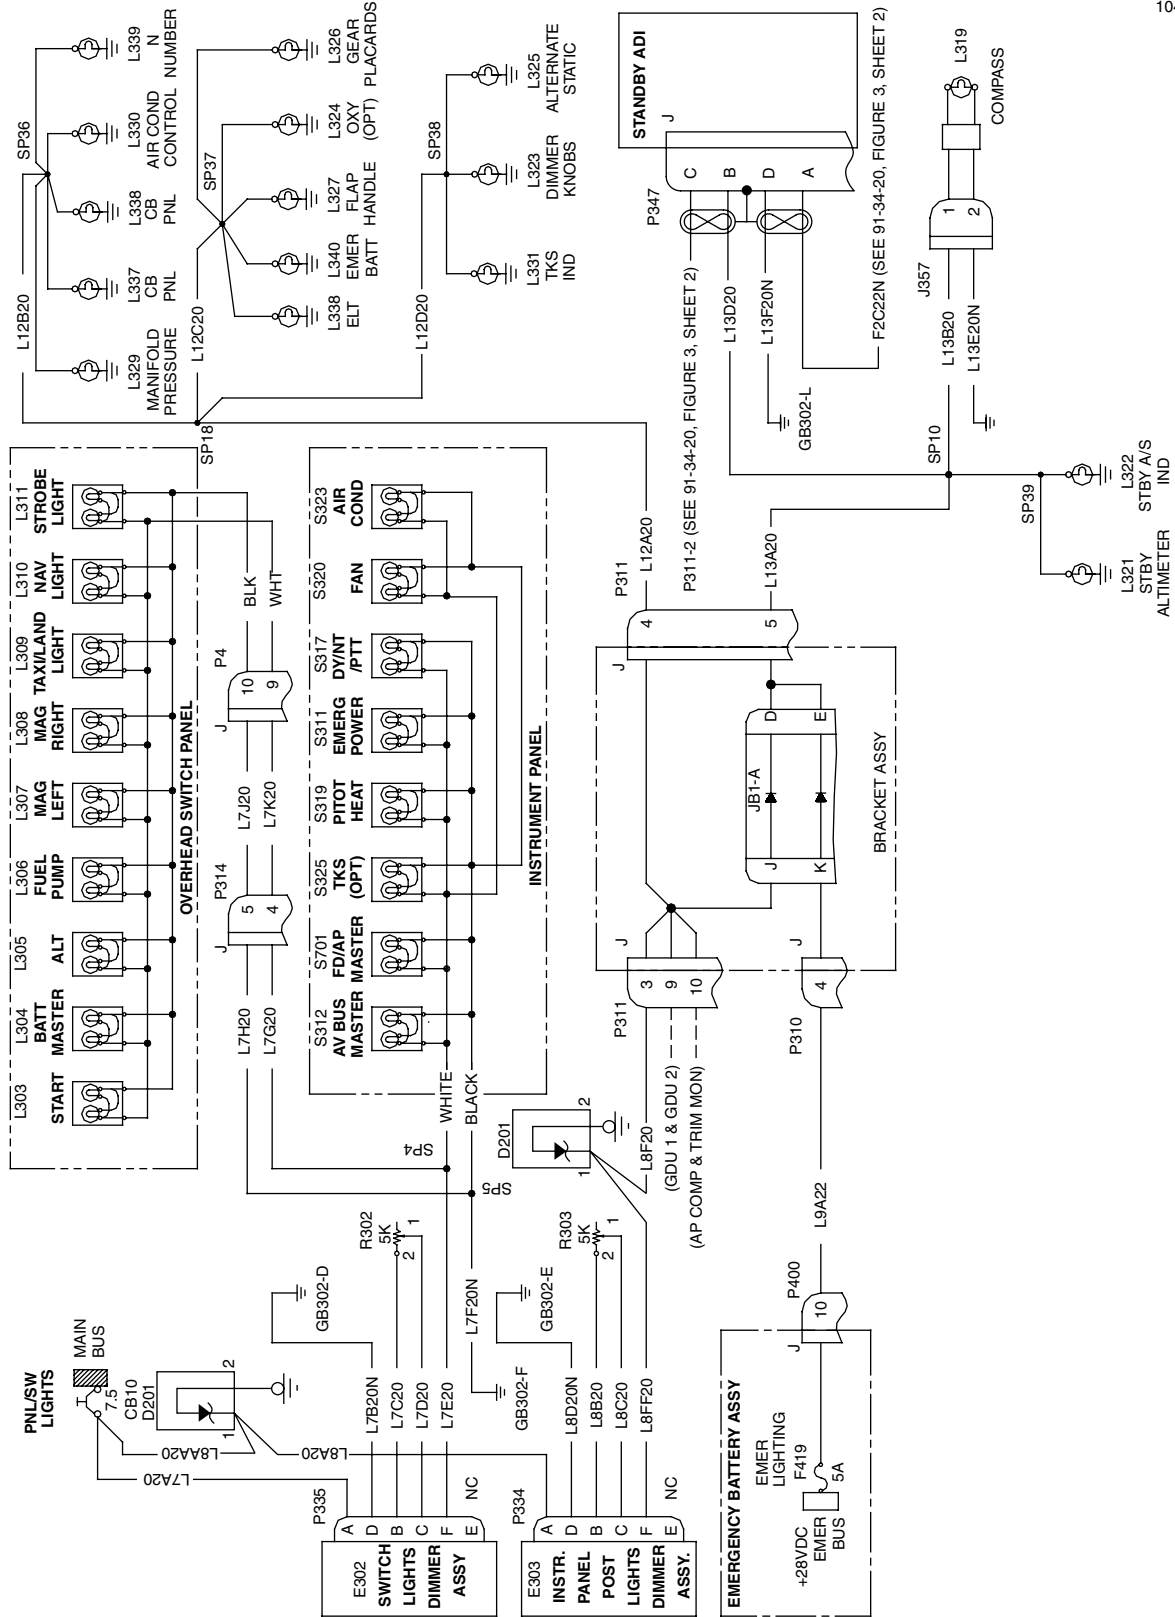 104
L339
N
NUMBER
L330
AIR COND
CONTROL
L338
CB
PNL
L337
CB
PNL
L329
MANIFOLD
PRESSURE
SP36
L12B20
L326
GEAR
PLACARDS
L324
OXY
(OPT)
L327
FLAP
HANDLE
L340
EMER
BATT
L338
ELT
SP37
L12C20
L325
ALTERNATE
STATIC
L323
DIMMER
KNOBS
L331
TKS
IND
SP38
L12D20
SP18
STANDBY ADI
J
C
B
D
A
P347
P311-2 (SEE 91-34-20, FIGURE 3, SHEET 2)
L13D20
L13F20N
GB302-L
F2C22N (SEE 91-34-20, FIGURE 3, SHEET 2)
L319
COMPASS
1
2
J357
L13B20
L13E20N
SP10
SP39
L322
STBY A/S
IND
L321
STBY
ALTIMETER
L311
STROBE
LIGHT
L310
NAV
LIGHT
L309
TAXI/LAND
LIGHT
L308
MAG
RIGHT
L307
MAG
LEFT
L306
FUEL
PUMP
L305
ALT
L304
BATT
MASTER
L303
START
OVERHEAD SWITCH PANEL
BLK
WHT
P4
10
9
J
L7J20
L7K20
P314
5
4
J
L7H20
L7G20
S323
AIR
COND
S320
FAN
S317
DY/NT
/PTT
S311
EMERG
POWER
S319
PITOT
HEAT
S325
TKS
(OPT)
S701
FD/AP
MASTER
S312
AV BUS
MASTER
INSTRUMENT PANEL
WHITE
BLACK
SP4
SP5
L12A20
L13A20
P311
4
5
J
JB1-A
D
E
J
K
BRACKET ASSY
J
3
9
10
P311
J
4
P310
L8F20
(GDU 1 & GDU 2)
(AP COMP & TRIM MON)
L9A22
D201
1
2
R302
5K
1
2
R303
5K
1
2
GB302-D
GB302-E
GB302-F
L7F20N
MAIN
BUS
PNL/SW
LIGHTS
7.5
CB10
D201
1
2
L7A20
L8AA20
L8A20
L7B20N
L7C20
L7D20
L7E20
L8D20N
L8B20
L8C20
L8FF20
P335
A
D
B
C
F
E
NC
E302
SWITCH
LIGHTS
DIMMER
ASSY
P334
A
D
B
C
F
E
NC
E303
INSTR.
PANEL
POST
LIGHTS
DIMMER
ASSY.
P400
10
J
EMERGENCY BATTERY ASSY
EMER
LIGHTING
F419
5A
+28VDC
EMER
BUS